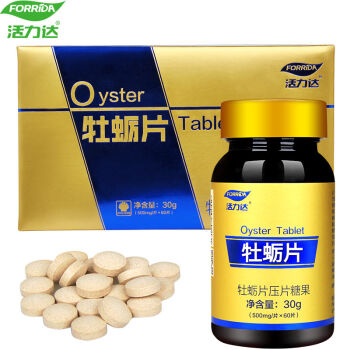 FORRIDA
活力达
FORRIDA
活力达
Oyster
牡蛎片
Table
净含量：30g
(500mg/片×60片)
FORRIDA
活力达
Oyster Tablet
牡蛎片
牡蛎片压片糖果
净含量：30g
(500mg/片×60片)